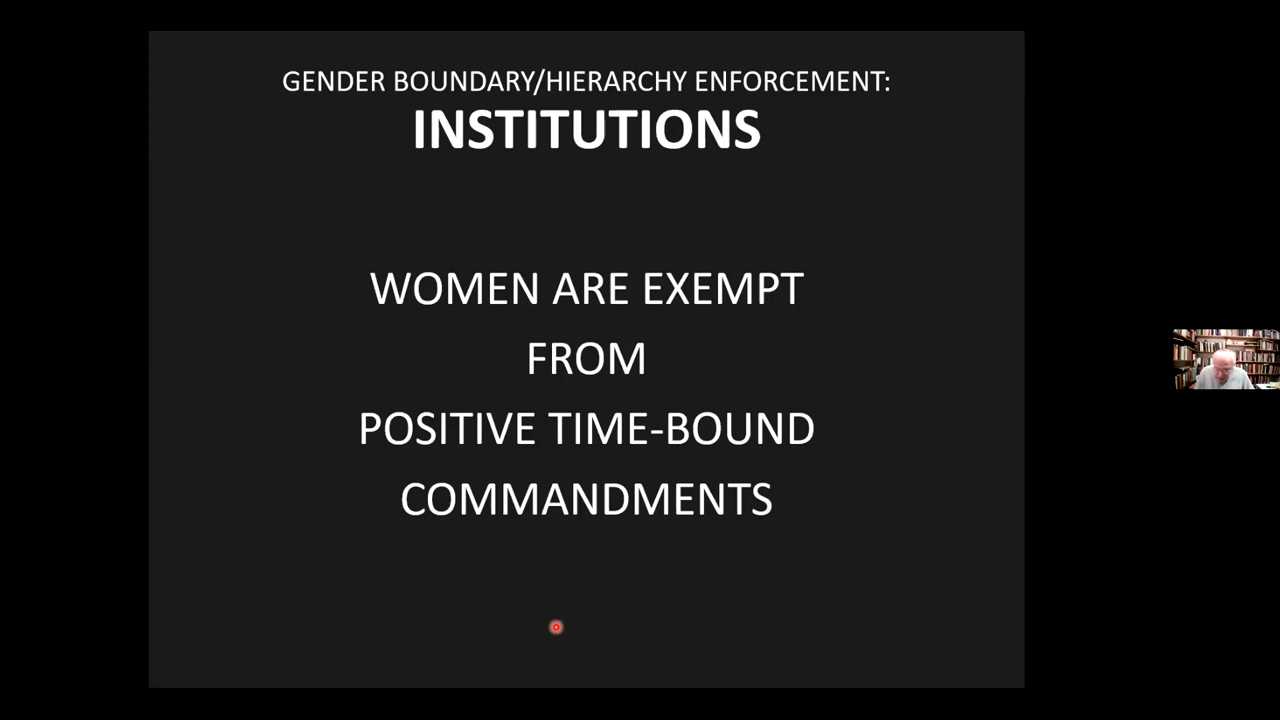 GENDER BOUNDARY/HIERARCHY ENFORCEMENT:
INSTITUTIONS
WOMEN ARE EXEMPT
FROM
POSITIVE TIME-BOUND
COMMANDMENTS